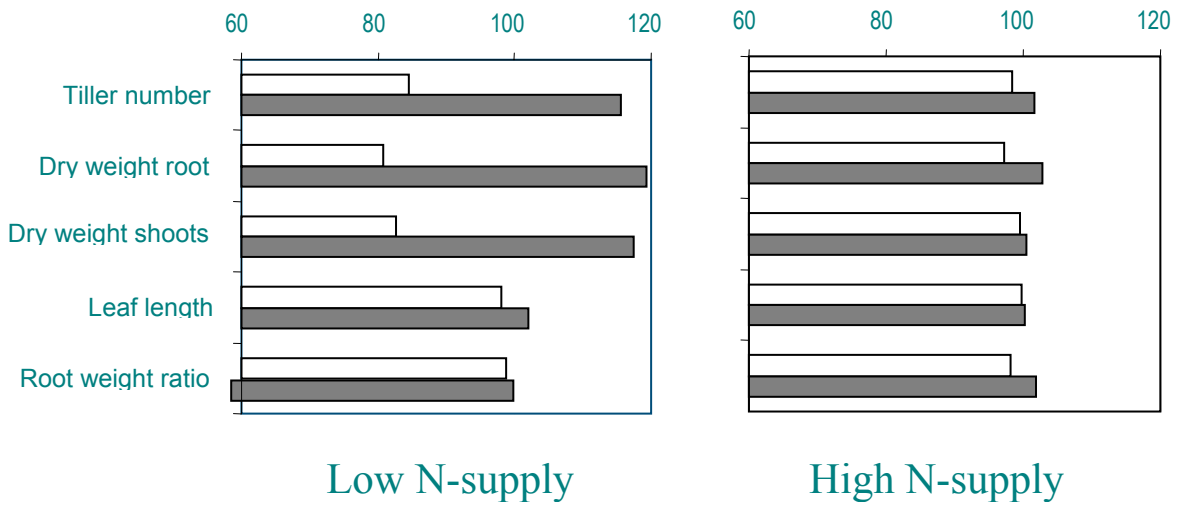 60 80 100 120
60 80 100 120
Tiller number
Dry weight root
Dry weight shoots
Leaf length
Root weight ratio
Low N-supply
High N-supply